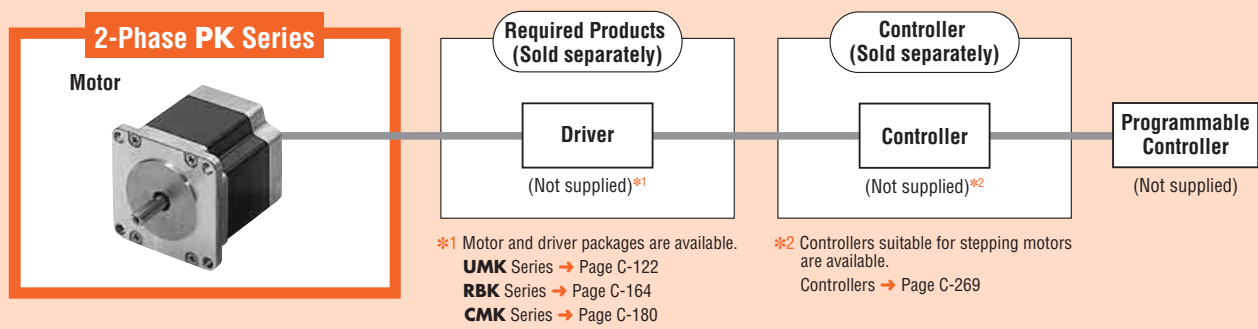 2-Phase PK Series
Motor
Required Products
(Sold separately)
Driver
(Not supplied)*1
Controller
(Sold separately)
Controller
(Not supplied)*2
Programmable
Controller
(Not supplied)
*1 Motor and driver packages are available.
UMK Series → Page C-122
RBK Series → Page C-164
CMK Series → Page C-180
*2 Controllers suitable for stepping motors
are available.
Controllers → Page C-269